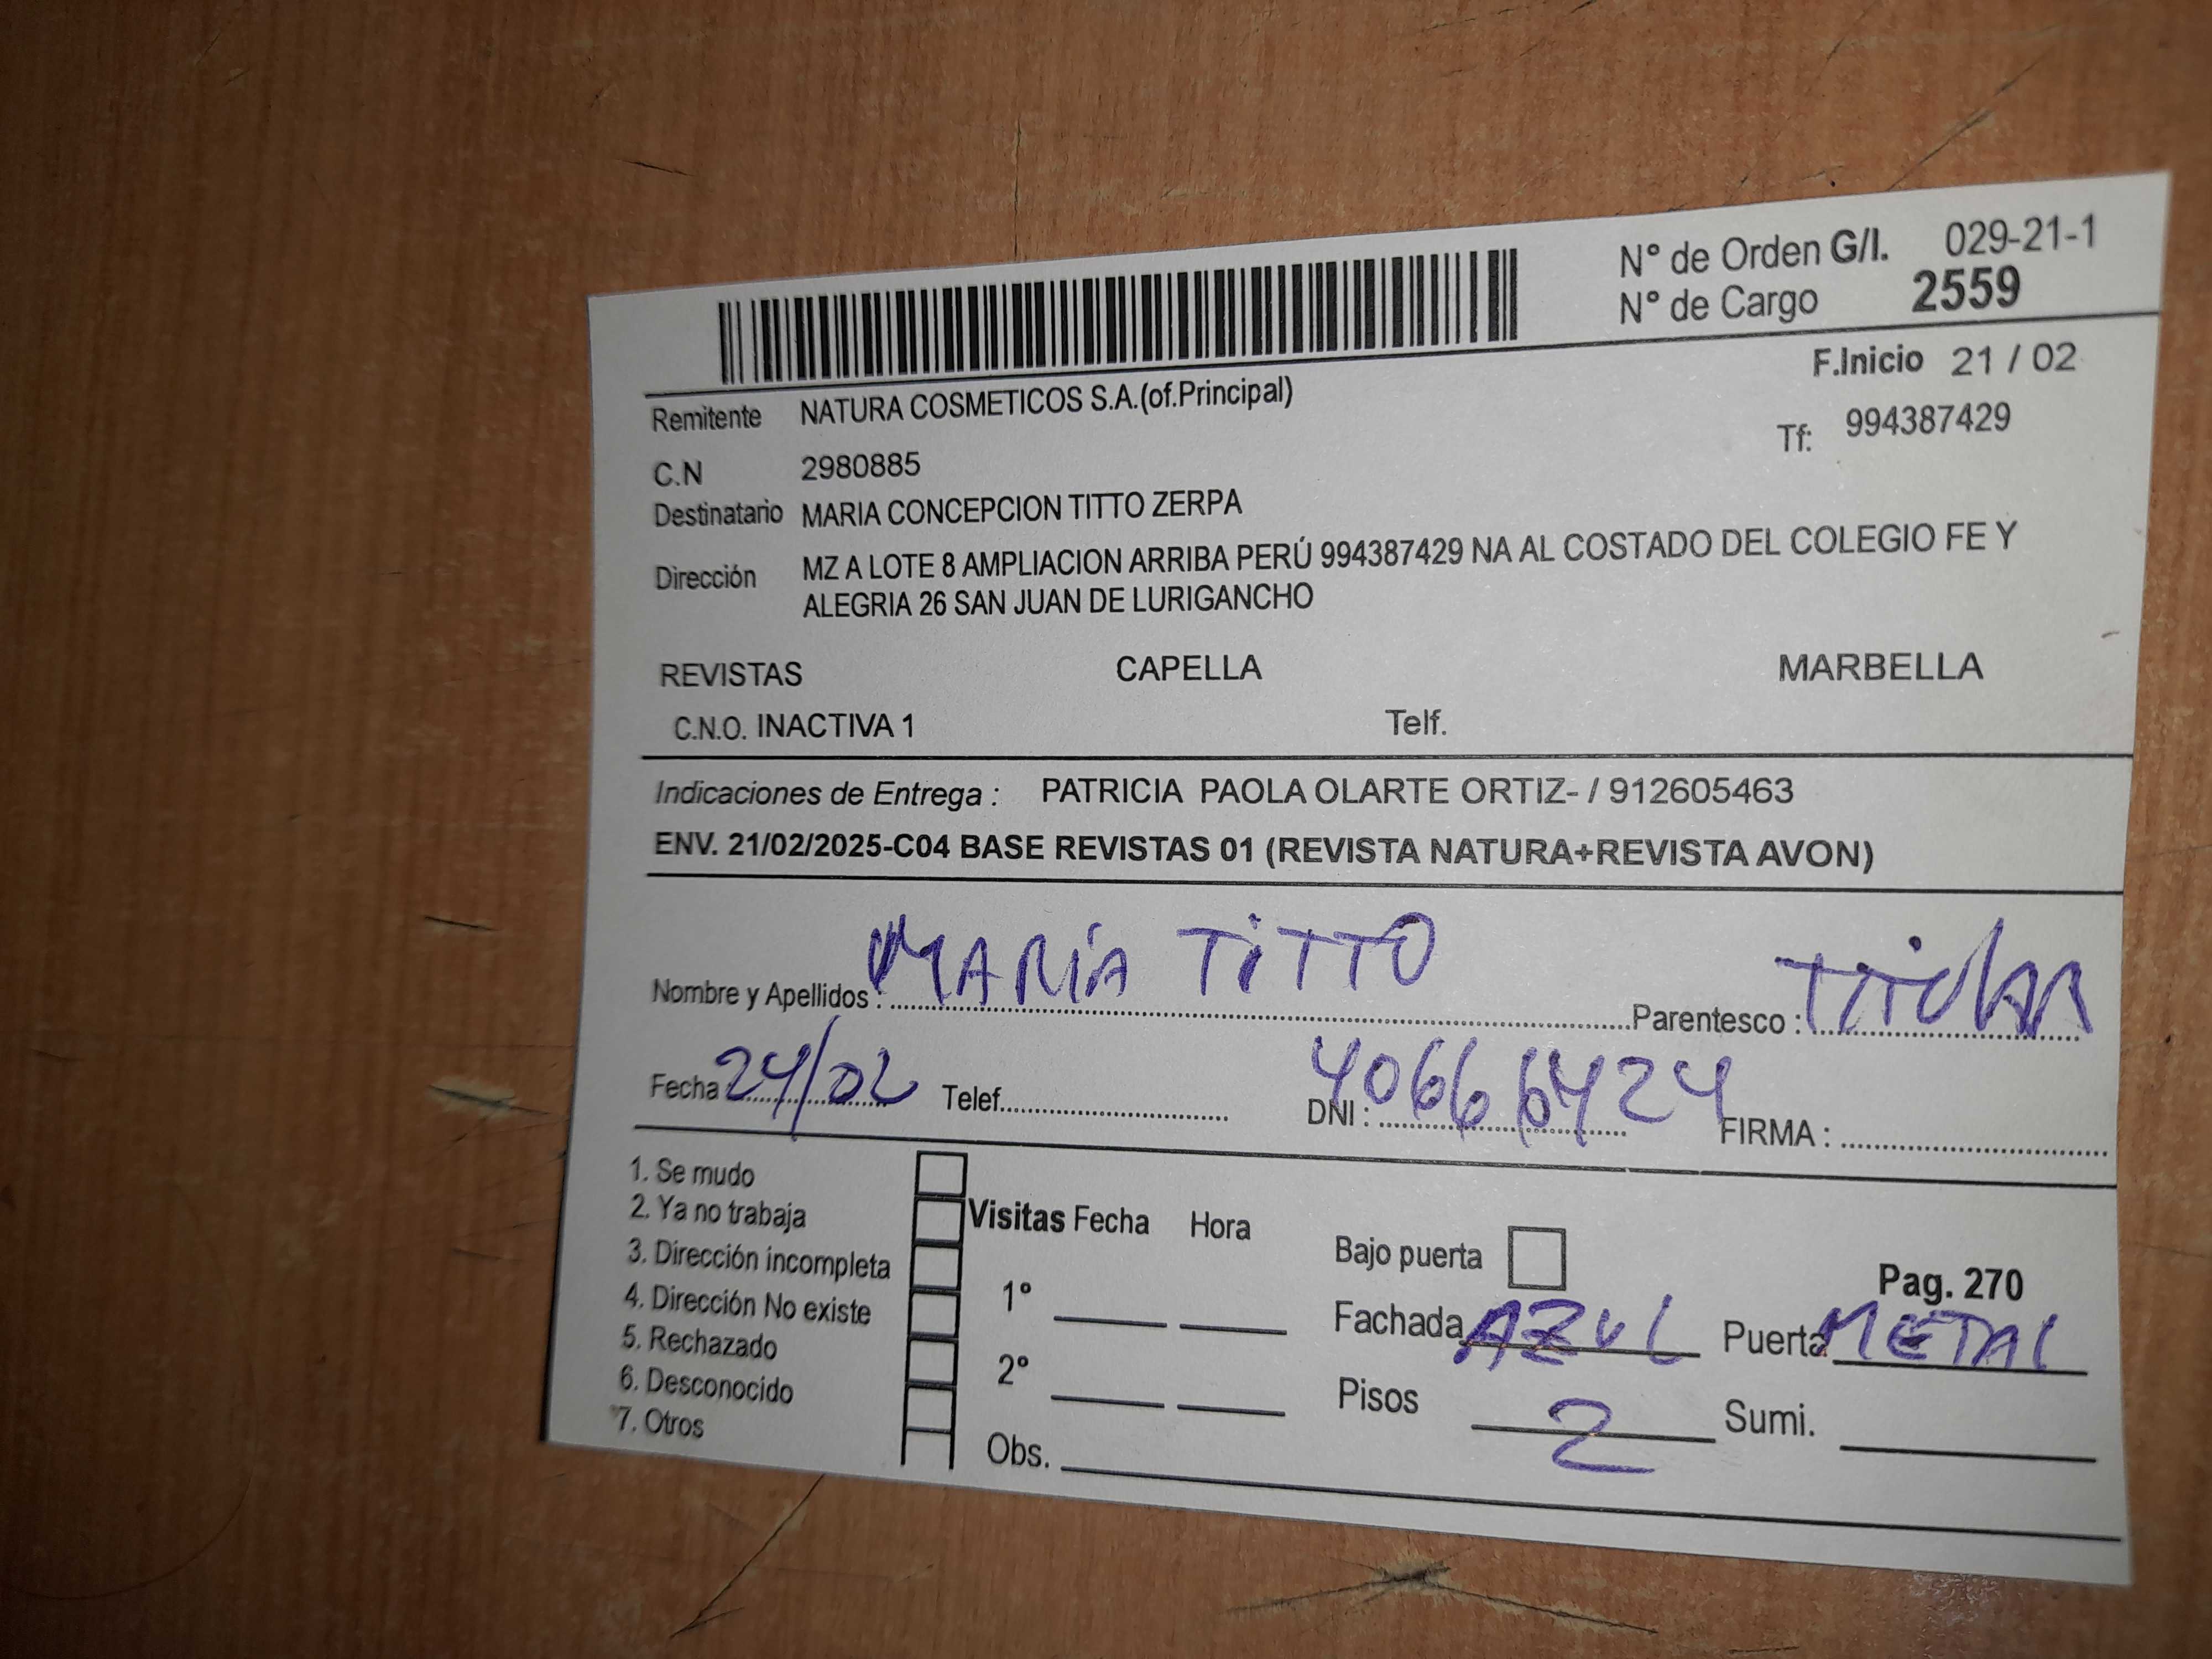 N° de Orden G/I. 029-21-1
N° de Cargo 2559
F.Inicio 21 / 02
Remitente NATURA COSMETICOS S.A.(of.Principal)
Tf: 994387429
C.N 2980885
Destinatario MARIA CONCEPCION TITTO ZERPA
Dirección MZ A LOTE 8 AMPLIACION ARRIBA PERÚ 994387429 NA AL COSTADO DEL COLEGIO FE Y
ALEGRIA 26 SAN JUAN DE LURIGANCHO
REVISTAS CAPELLA MARBELLA
C.N.O. INACTIVA 1 Telf.
Indicaciones de Entrega : PATRICIA PAOLA OLARTE ORTIZ- / 912605463
ENV. 21/02/2025-C04 BASE REVISTAS 01 (REVISTA NATURA+REVISTA AVON)
Nombre y Apellidos : MARÍA TITTO Parentesco : TiTULAR
Fecha 24/02 Telef. DNI : 40666424 FIRMA :
1. Se mudo
2. Ya no trabaja
3. Dirección incompleta
4. Dirección No existe
5. Rechazado
6. Desconocido
7. Otros
Visitas Fecha Hora
1°
2°
Obs.
Bajo puerta Pag. 270
Fachada AZUL Puerta METAL
Pisos 2 Sumi.